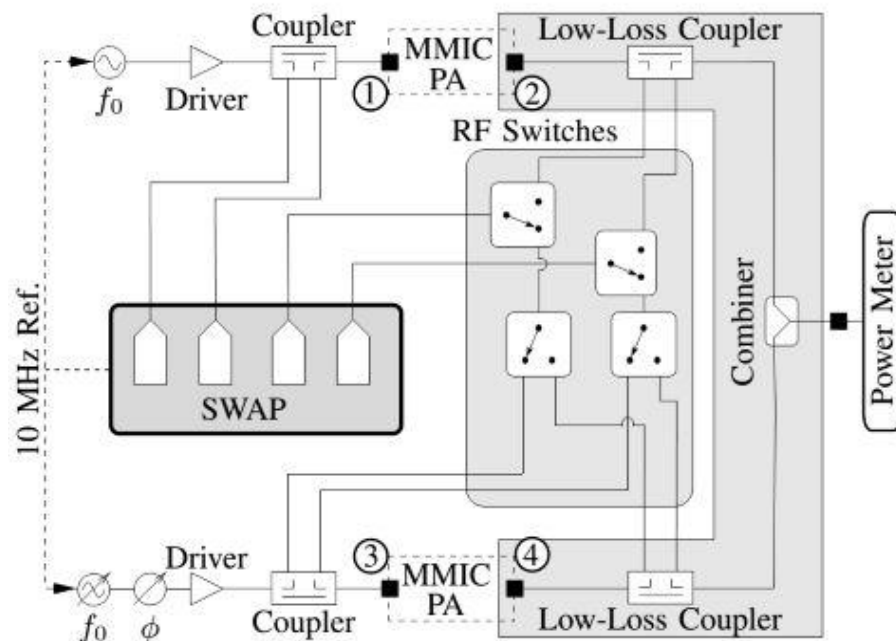 Coupler
Low-Loss Coupler
MMIC
PA
f0
Driver
1
2
RF Switches
10 MHz Ref.
SWAP
Combiner
Power Meter
Driver
3
4
MMIC
PA
f0
ϕ
Coupler
Low-Loss Coupler